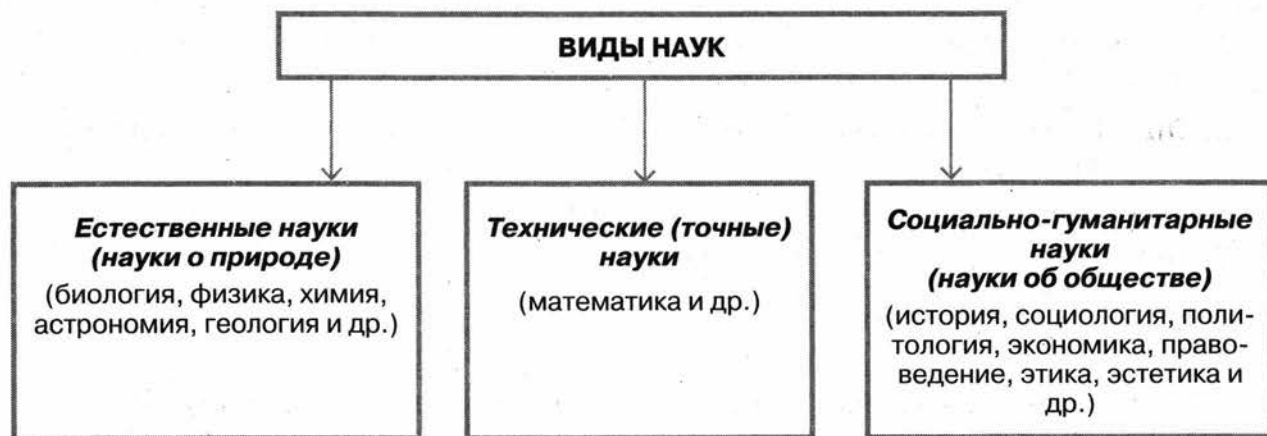 ВИДЫ НАУК
Естественные науки
(науки о природе)
(биология, физика, химия,
астрономия, геология и др.)
Технические (точные)
науки
(математика и др.)
Социально-гуманитарные
науки
(науки об обществе)
(история, социология, поли-
тология, экономика, право-
ведение, этика, эстетика и
др.)